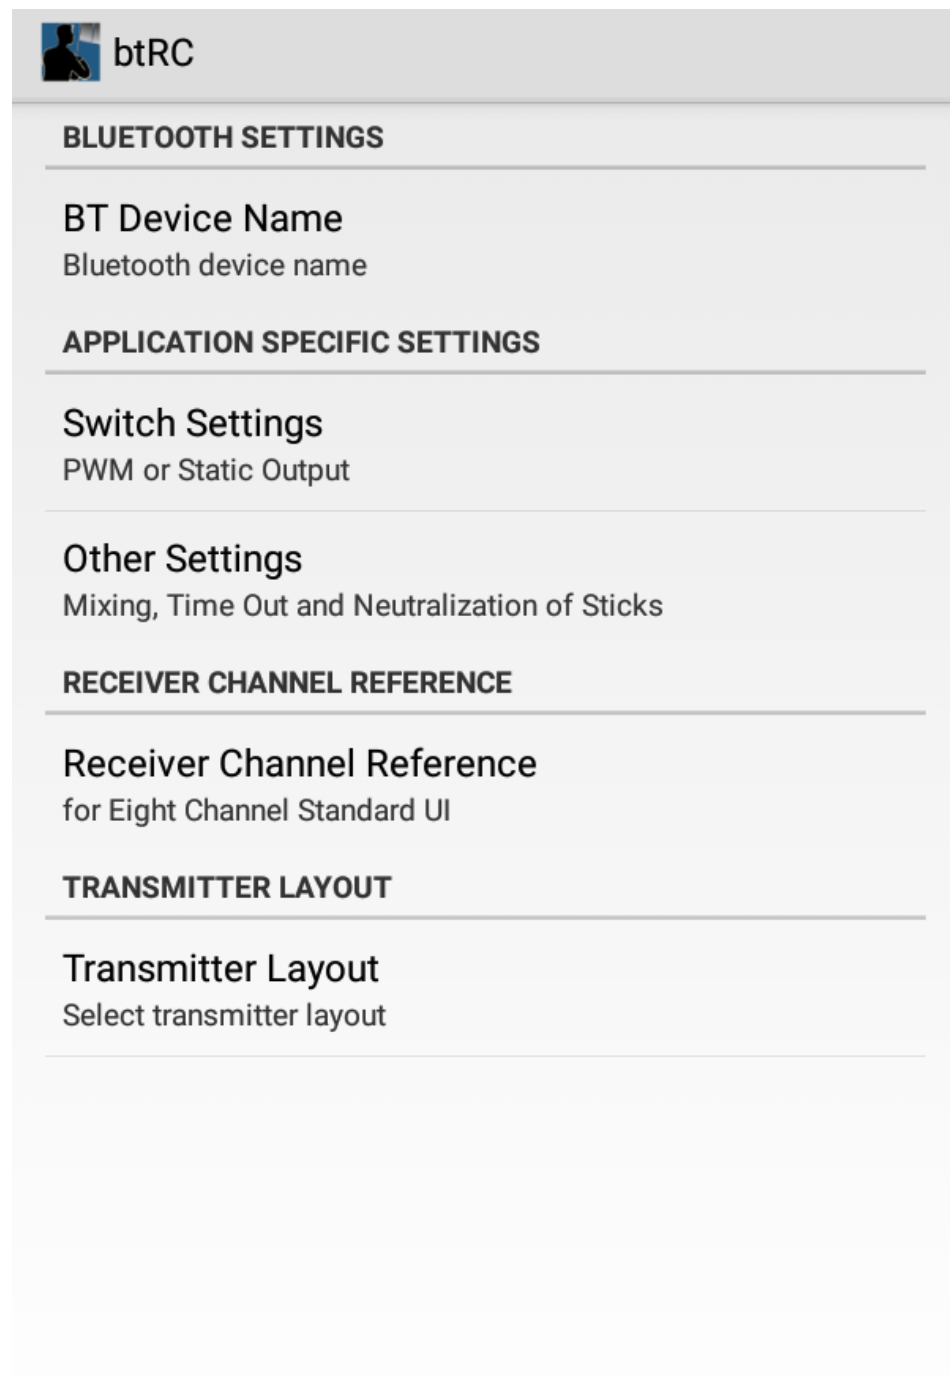 btRC
BLUETOOTH SETTINGS
BT Device Name
Bluetooth device name
APPLICATION SPECIFIC SETTINGS
Switch Settings
PWM or Static Output
Other Settings
Mixing, Time Out and Neutralization of Sticks
RECEIVER CHANNEL REFERENCE
Receiver Channel Reference
for Eight Channel Standard UI
TRANSMITTER LAYOUT
Transmitter Layout
Select transmitter layout